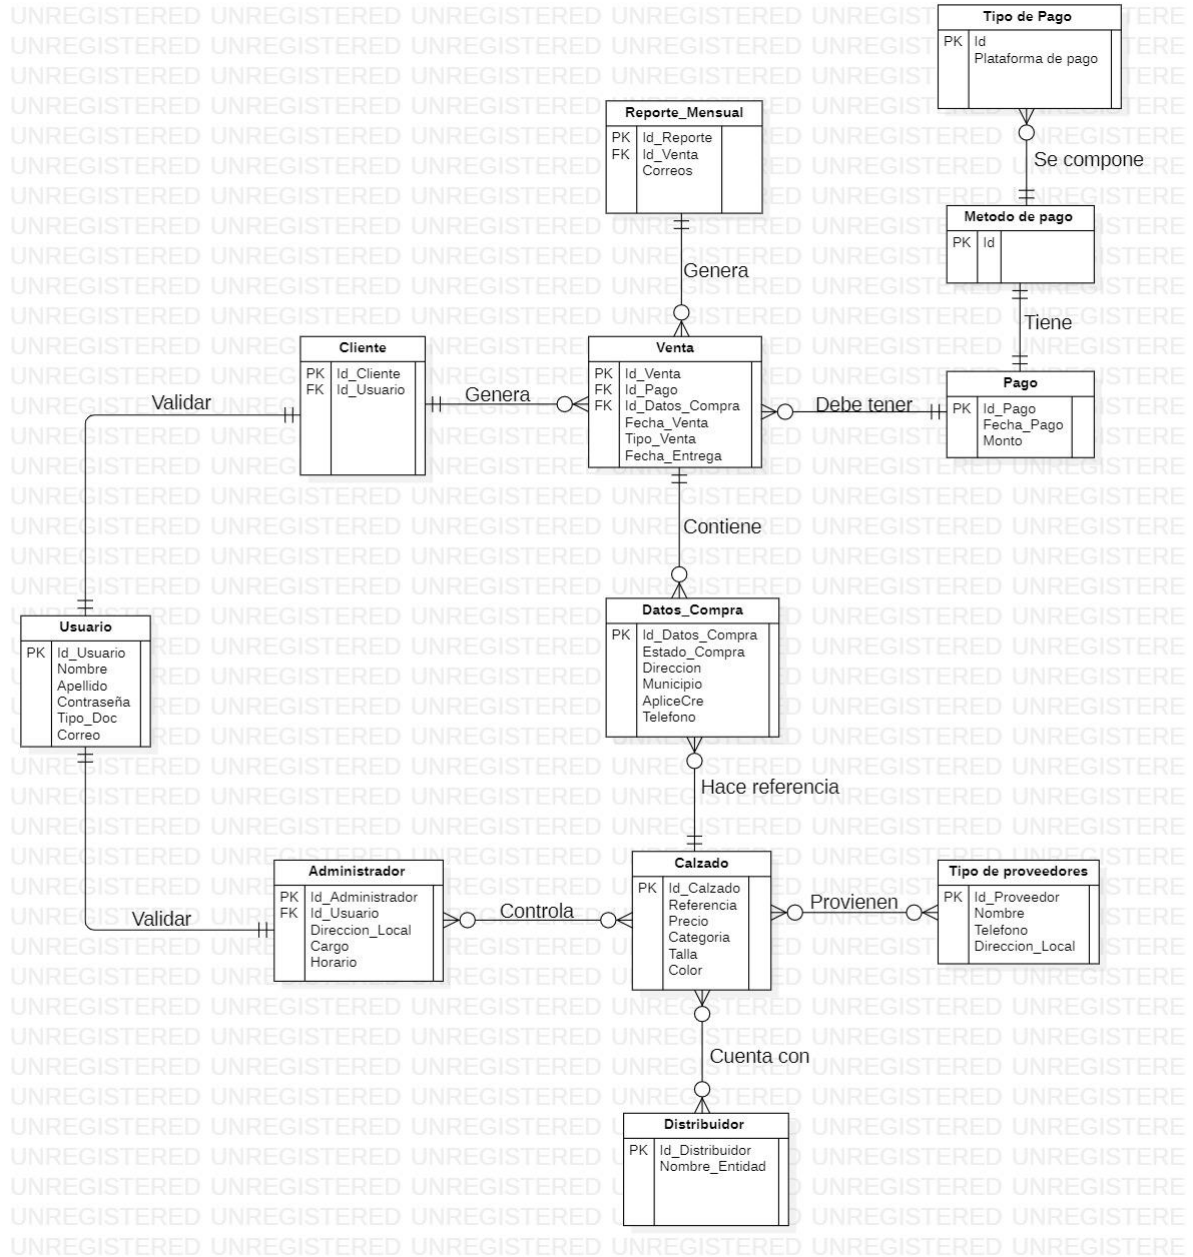 Tipo de Pago
PK Id
Plataforma de pago
Se compone
Reporte_Mensual
PK Id_Reporte
FK Id_Venta
Correos
Metodo de pago
PK Id
Genera
Tiene
Cliente
PK Id_Cliente
FK Id_Usuario
Validar
Genera
Venta
PK Id_Venta
FK Id_Pago
FK Id_Datos_Compra
Fecha_Venta
Tipo_Venta
Fecha_Entrega
Debe tener
Pago
PK Id_Pago
Fecha_Pago
Monto
Contiene
Usuario
PK Id_Usuario
Nombre
Apellido
Contraseña
Tipo_Doc
Correo
Datos_Compra
PK Id_Datos_Compra
Estado_Compra
Direccion
Municipio
ApliceCre
Telefono
Hace referencia
Administrador
PK Id_Administrador
FK Id_Usuario
Direccion_Local
Cargo
Horario
Validar
Controla
Calzado
PK Id_Calzado
Referencia
Precio
Categoria
Talla
Color
Provienen
Tipo de proveedores
PK Id_Proveedor
Nombre
Telefono
Direccion_Local
Cuenta con
Distribuidor
PK Id_Distribuidor
Nombre_Entidad
UNREGISTERED